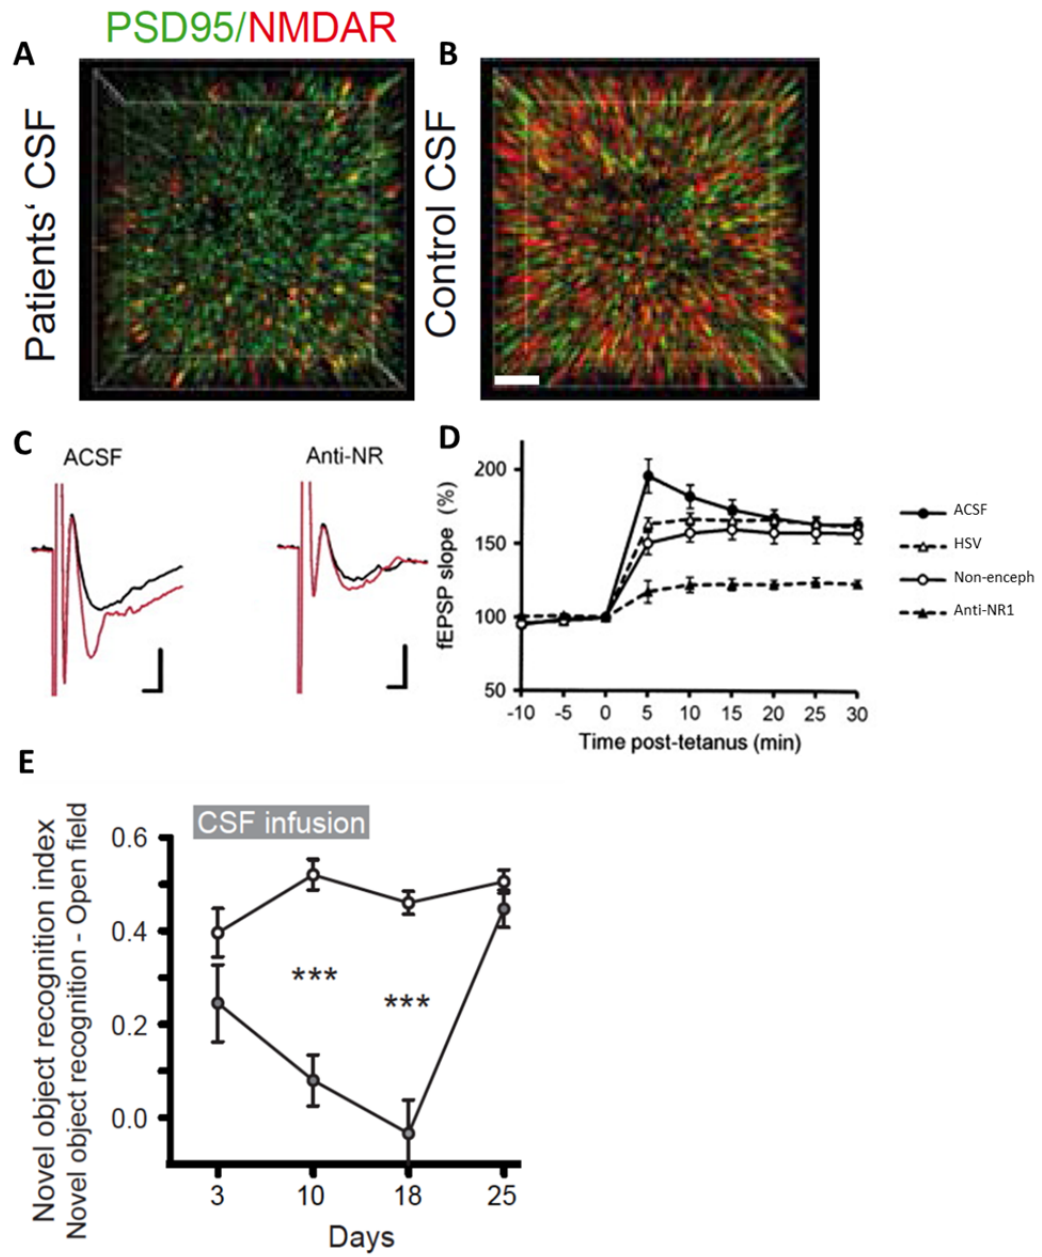 PSD95/NMDAR
A
B
Patients‘ CSF
Control CSF
C
ACSF
Anti-NR
D
fEPSP slope (%)
200
150
100
50
-10 -5 0 5 10 15 20 25 30
Time post-tetanus (min)
ACSF
HSV
Non-enceph
Anti-NR1
E
CSF infusion
Novel object recognition index
Novel object recognition - Open field
0.6
0.4
0.2
0.0
***
***
3 10 18 25
Days